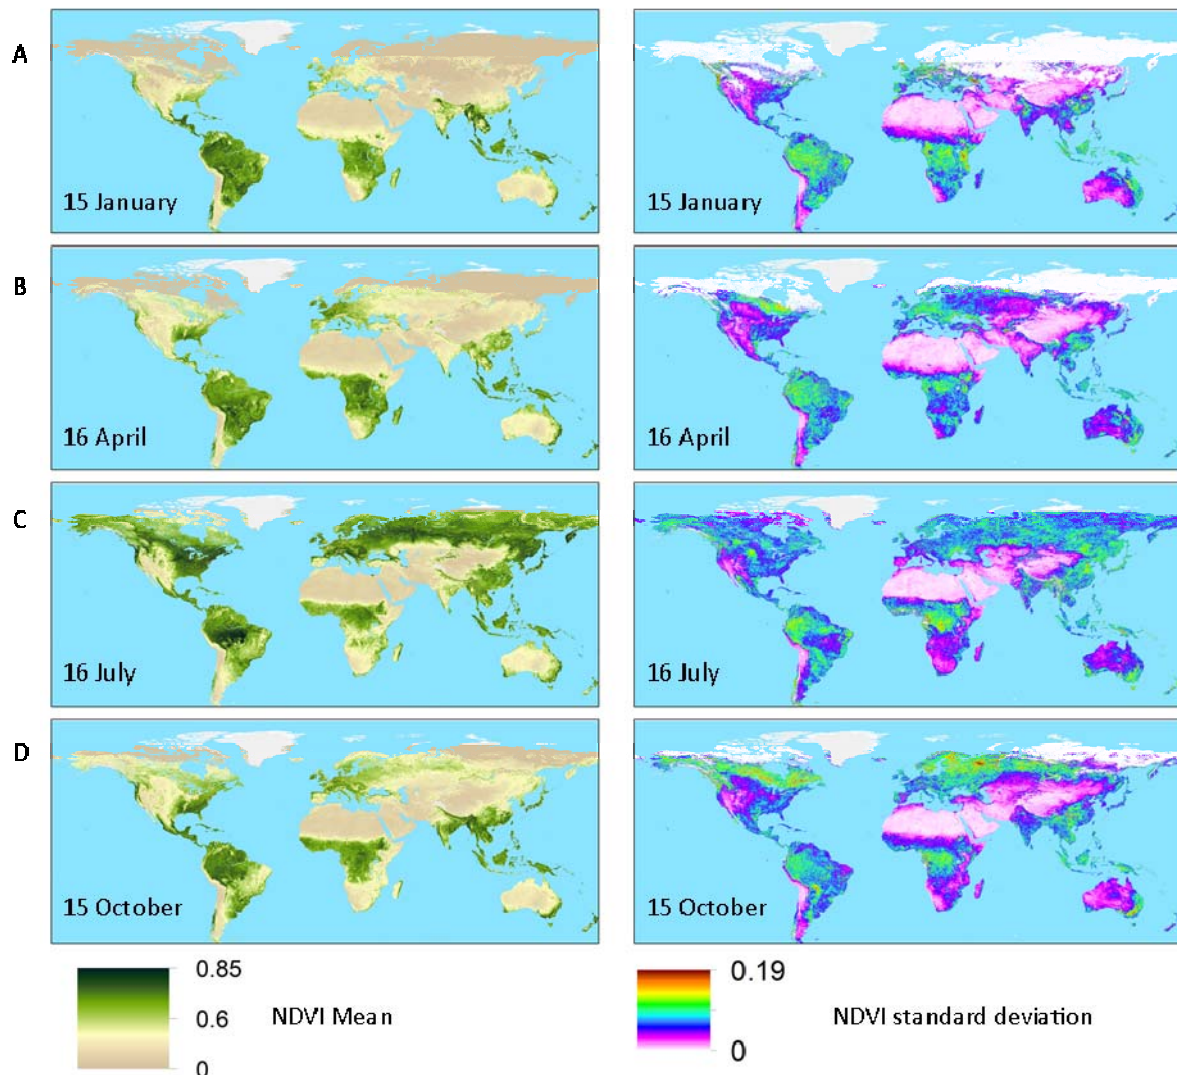 A
15 January
15 January
B
16 April
16 April
C
16 July
16 July
D
15 October
15 October
0.85
0.6
0
NDVI Mean
0.19
0
NDVI standard deviation